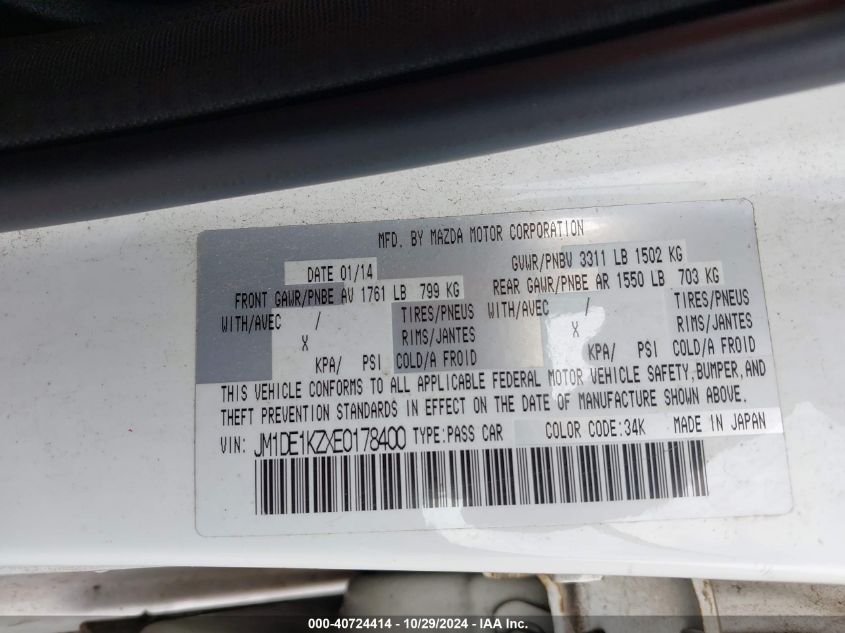 MFD. BY MAZDA MOTOR CORPORATION
DATE 01/14 GVWR/PNBV 3311 LB 1502 KG
FRONT GAWR/PNBE AV 1761 LB 799 KG REAR GAWR/PNBE AR 1550 LB 703 KG
WITH/AVEC / TIRES/PNEUS WITH/AVEC / TIRES/PNEUS
X RIMS/JANTES X RIMS/JANTES
KPA/ PSI COLD/A FROID KPA/ PSI COLD/A FROID
THIS VEHICLE CONFORMS TO ALL APPLICABLE FEDERAL MOTOR VEHICLE SAFETY,BUMPER,AND
THEFT PREVENTION STANDARDS IN EFFECT ON THE DATE OF MANUFACTURE SHOWN ABOVE.
VIN: JM1DE1KZXE0178400 TYPE:PASS CAR COLOR CODE:34K MADE IN JAPAN
000-40724414 - 10/29/2024 - IAA Inc.